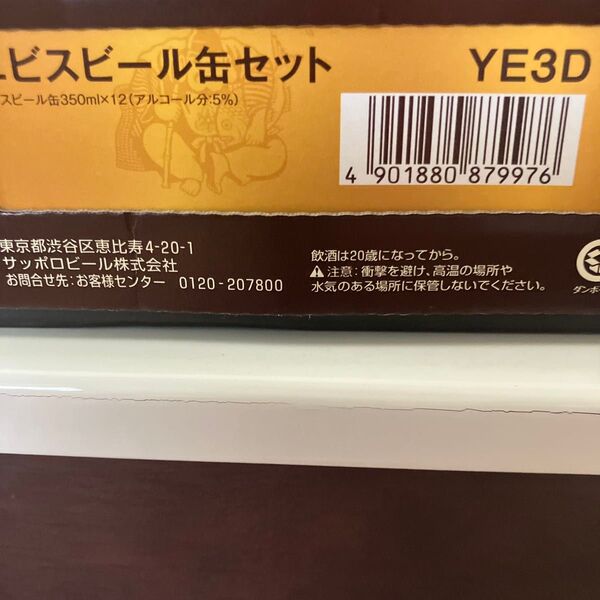 ヱビスビール缶セット YE3D
スビール缶350ml×12(アルコール分:5%)
4 901880 879976
東京都渋谷区恵比寿4-20-1
サッポロビール株式会社
お問合せ先:お客様センター 0120-207800
飲酒は20歳になってから。
⚠注意:衝撃を避け、高温の場所や
水気のある場所に保管しないでください。
ダンボー